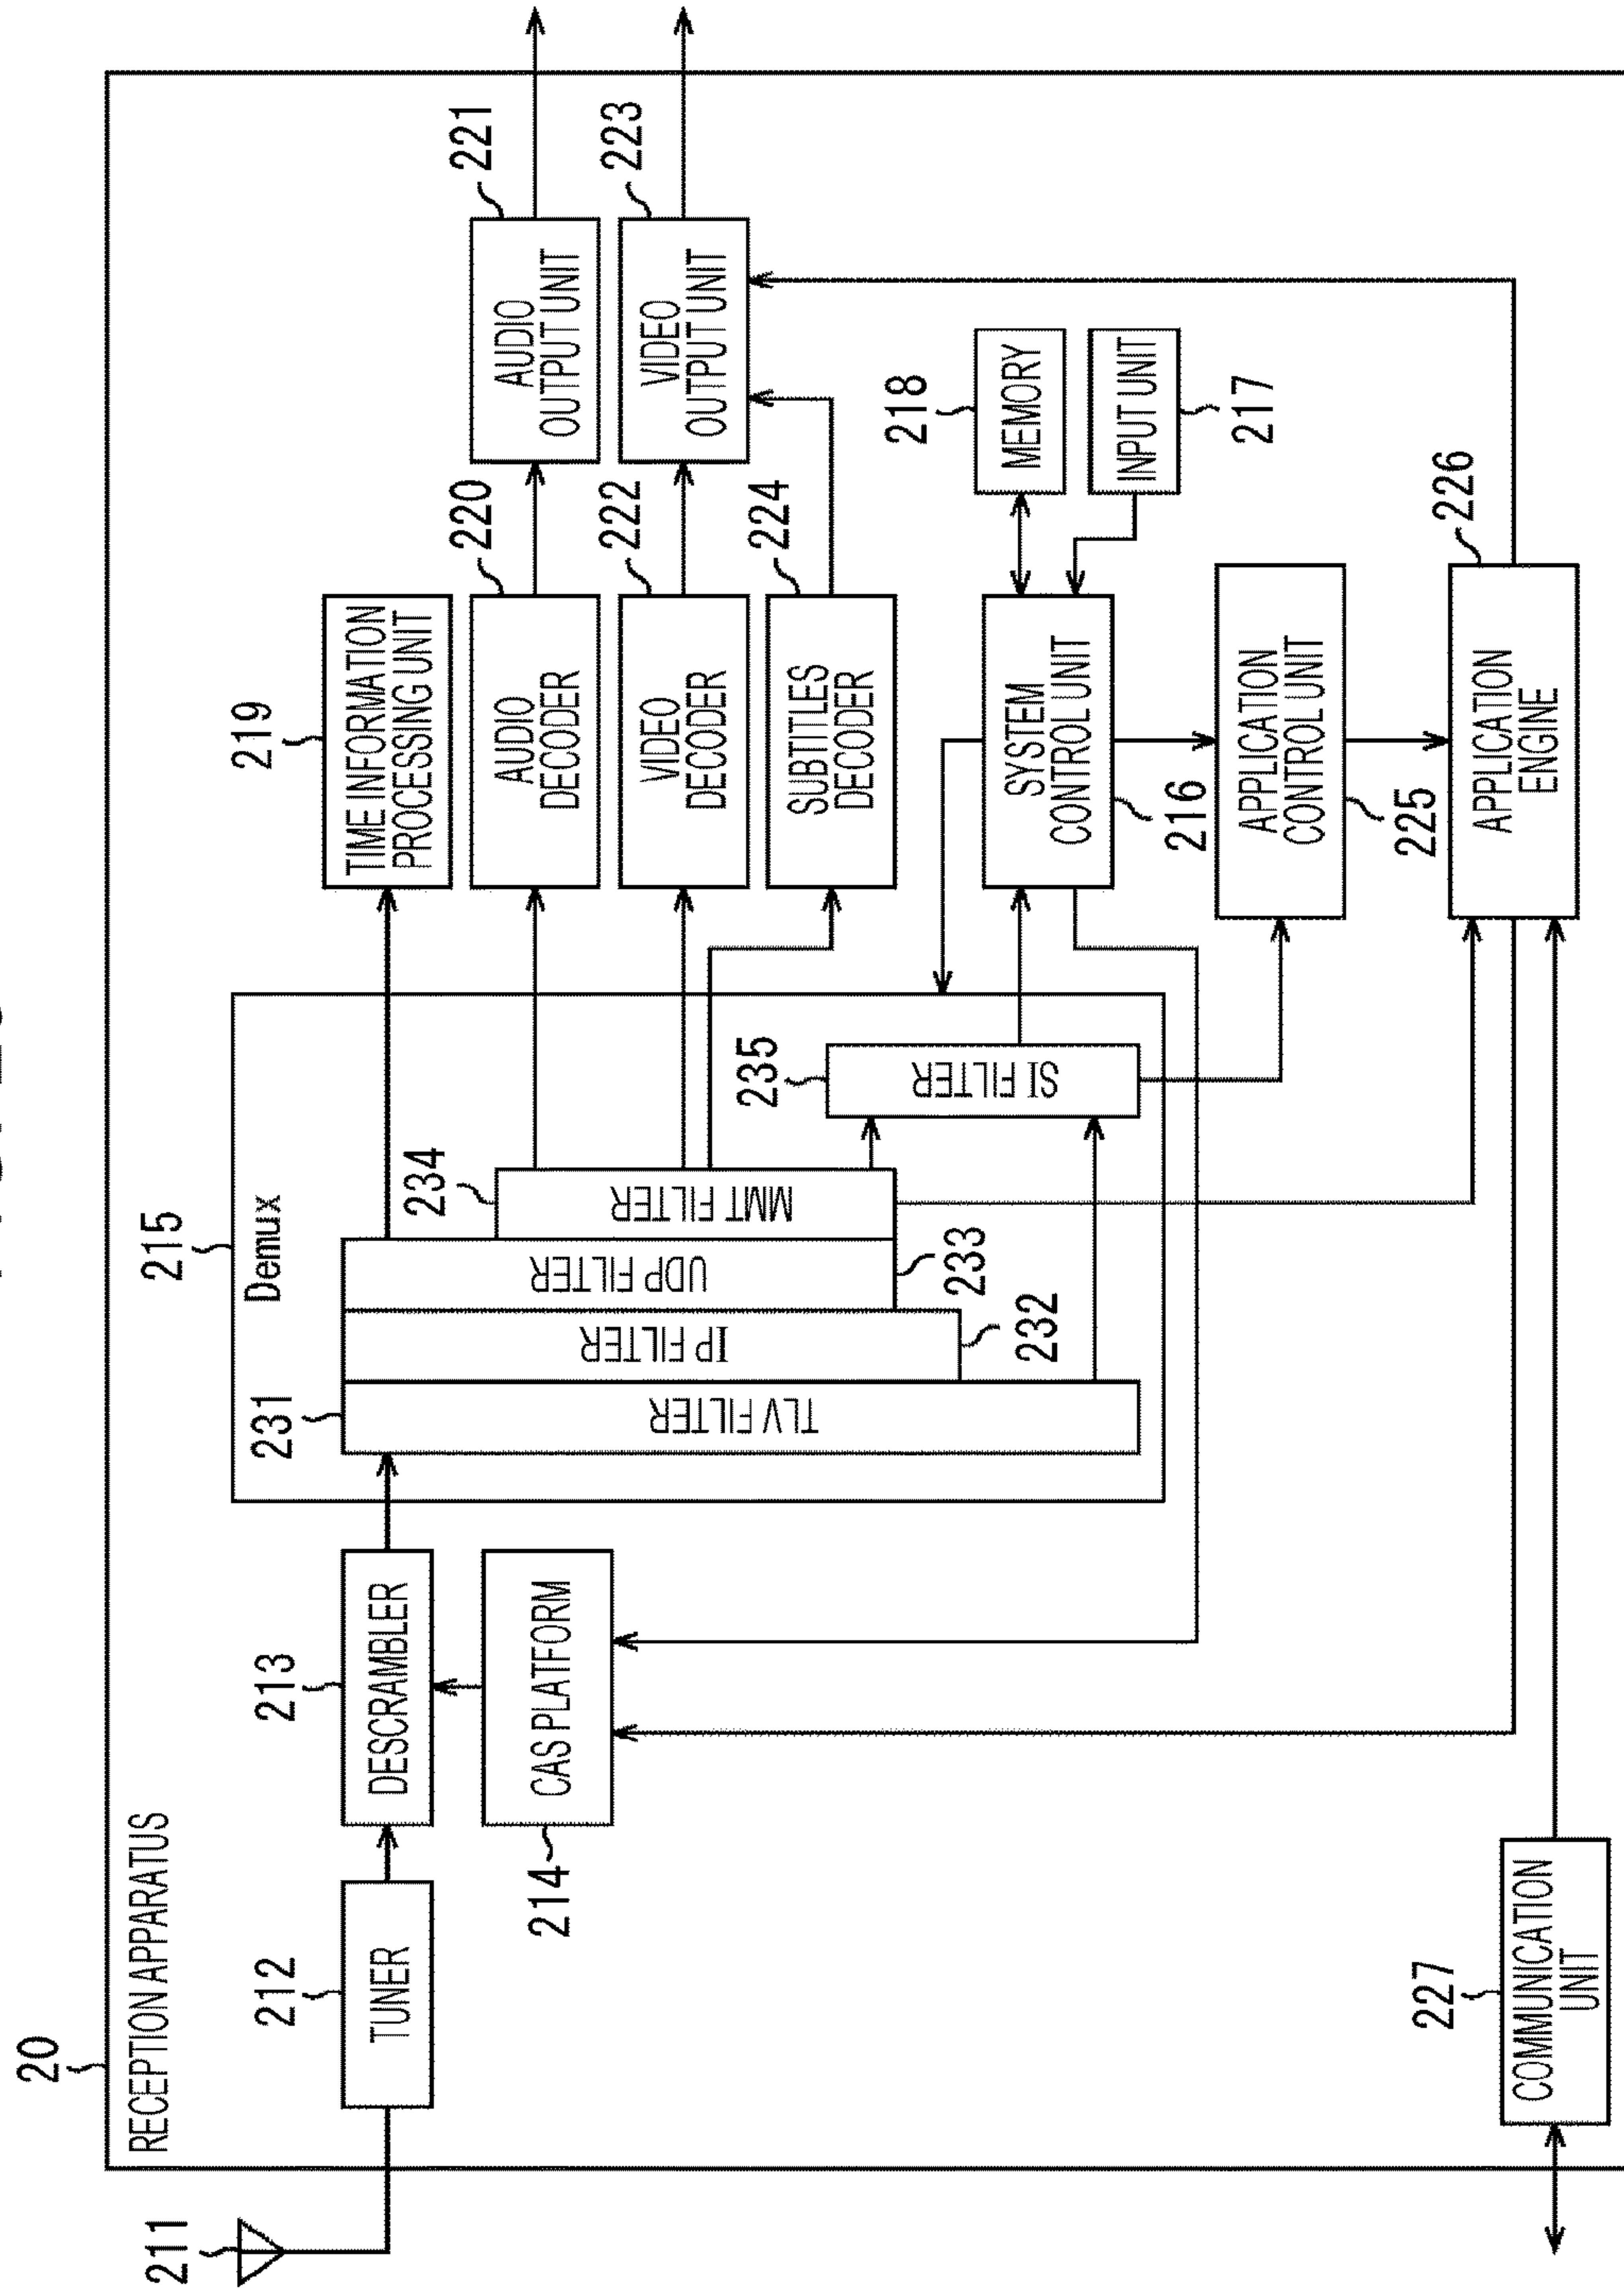 20
RECEPTION APPARATUS
211
212
TUNER
213
DESCRAMBLER
214
CAS PLATFORM
215
Demux
231
TLV FILTER
IP FILTER
232
UDP FILTER
233
234
MMT FILTER
235
SI FILTER
219
TIME INFORMATION
PROCESSING UNIT
220
AUDIO
DECODER
221
AUDIO
OUTPUT UNIT
222
VIDEO
DECODER
223
VIDEO
OUTPUT UNIT
224
SUBTITLES
DECODER
218
MEMORY
INPUT UNIT
217
SYSTEM
CONTROL UNIT
216
APPLICATION
CONTROL UNIT
225
226
APPLICATION
ENGINE
227
COMMUNICATION
UNIT